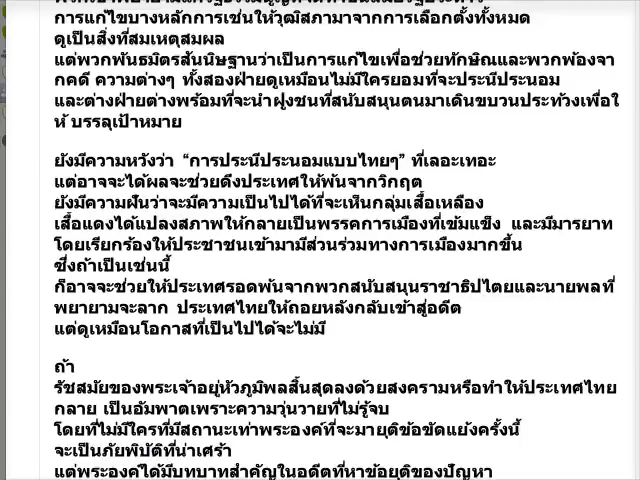 การแก้ไขบางหลักการเช่นให้วุฒิสภามาจากการเลือกตั้งทั้งหมด
ดูเป็นสิ่งที่สมเหตุสมผล
แต่พวกพันธมิตรสันนิษฐานว่าเป็นการแก้ไขเพื่อช่วยทักษิณและพวกพ้องจา
กคดี ความต่างๆ ทั้งสองฝ่ายดูเหมือนไม่มีใครยอมที่จะประนีประนอม
และต่างฝ่ายต่างพร้อมที่จะนำฝูงชนที่สนับสนุนตนมาเดินขบวนประท้วงเพื่อใ
ห้ บรรลุเป้าหมาย
ยังมีความหวังว่า “การประนีประนอมแบบไทยๆ” ที่เลอะเทอะ
แต่อาจจะได้ผลจะช่วยดึงประเทศให้พ้นจากวิกฤต
ยังมีความฝันว่าจะมีความเป็นไปได้ที่จะเห็นกลุ่มเสื้อเหลือง
เสื้อแดงได้แปลงสภาพให้กลายเป็นพรรคการเมืองที่เข้มแข็ง และมีมารยาท
โดยเรียกร้องให้ประชาชนเข้ามามีส่วนร่วมทางการเมืองมากขึ้น
ซึ่งถ้าเป็นเช่นนี้
ก็อาจจะช่วยให้ประเทศรอดพ้นจากพวกสนับสนุนราชาธิปไตยและนายพลที่
พยายามจะลาก ประเทศไทยให้ถอยหลังกลับเข้าสู่อดีต
แต่ดูเหมือนโอกาสที่เป็นไปได้จะไม่มี
ถ้า
รัชสมัยของพระเจ้าอยู่หัวภูมิพลสิ้นสุดลงด้วยสงครามหรือทำให้ประเทศไทย
กลาย เป็นอัมพาตเพราะความวุ่นวายที่ไม่รู้จบ
โดยที่ไม่มีใครที่มีสถานะเท่าพระองค์ที่จะมายุติข้อขัดแย้งครั้งนี้
จะเป็นภัยพิบัติที่น่าเศร้า
แต่พระองค์ได้มีบทบาทสำคัญในอดีตที่หาข้อยุติของปัญหา